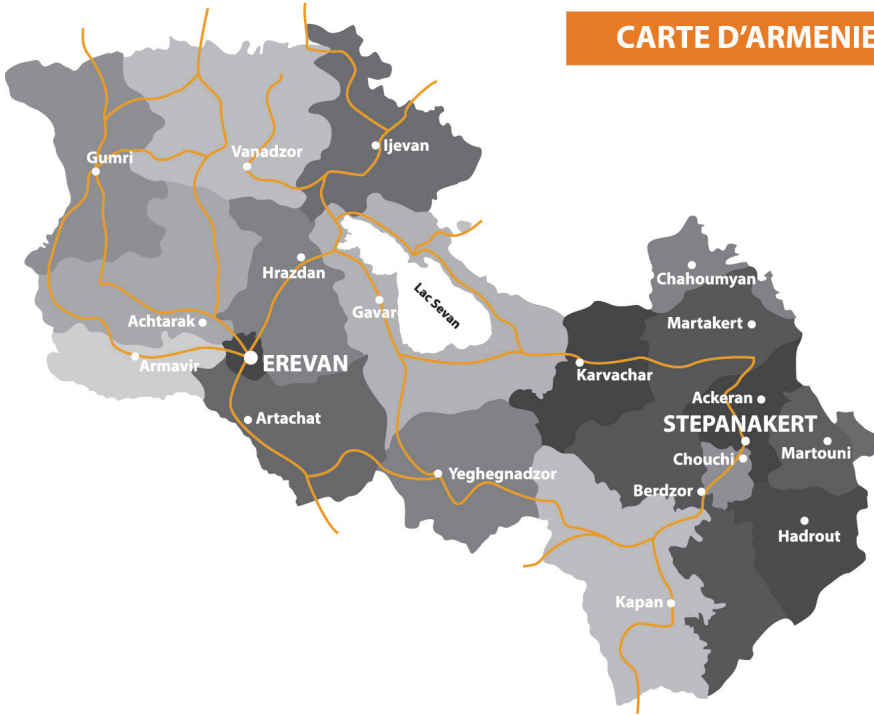 CARTE D'ARMENIE
Ijevan
Gumri
Vanadzor
Hrazdan
Chahoumyan
Lac Sevan
Gavar
Achtarak
Martakert
Armavir
EREVAN
Karvachar
Ackeran
Artachat
STEPANAKERT
Chouchi
Martouni
Yeghegnadzor
Berdzor
Hadrout
Kapan